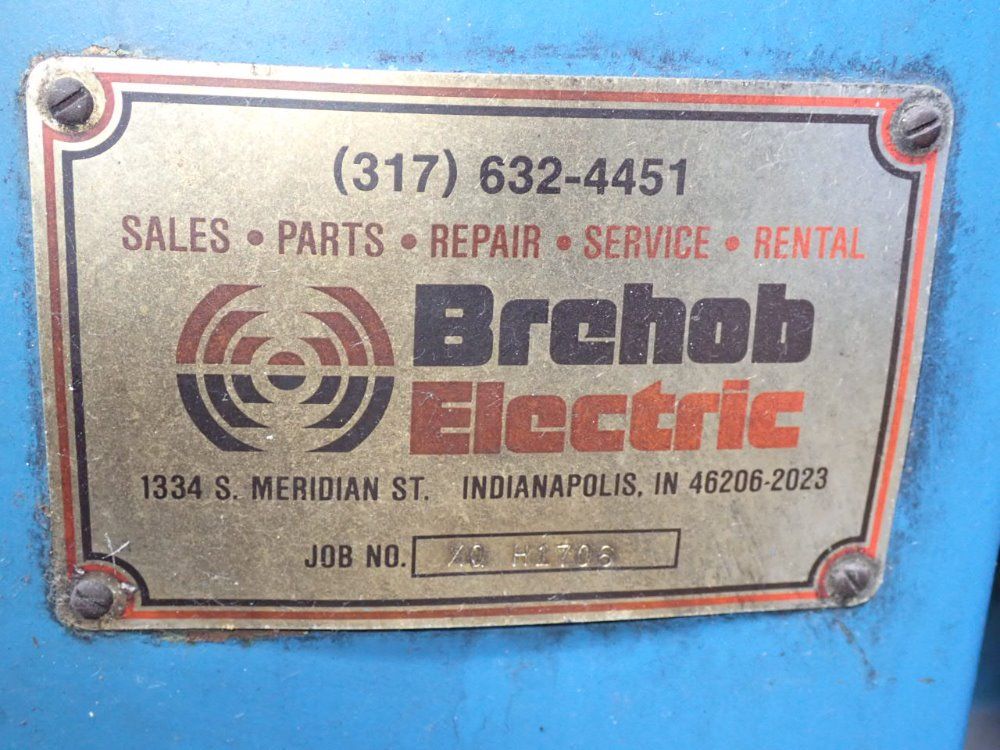 (317) 632-4451
SALES • PARTS • REPAIR • SERVICE • RENTAL
Brehob
Electric
1334 S. MERIDIAN ST. INDIANAPOLIS, IN 46206-2023
JOB NO.